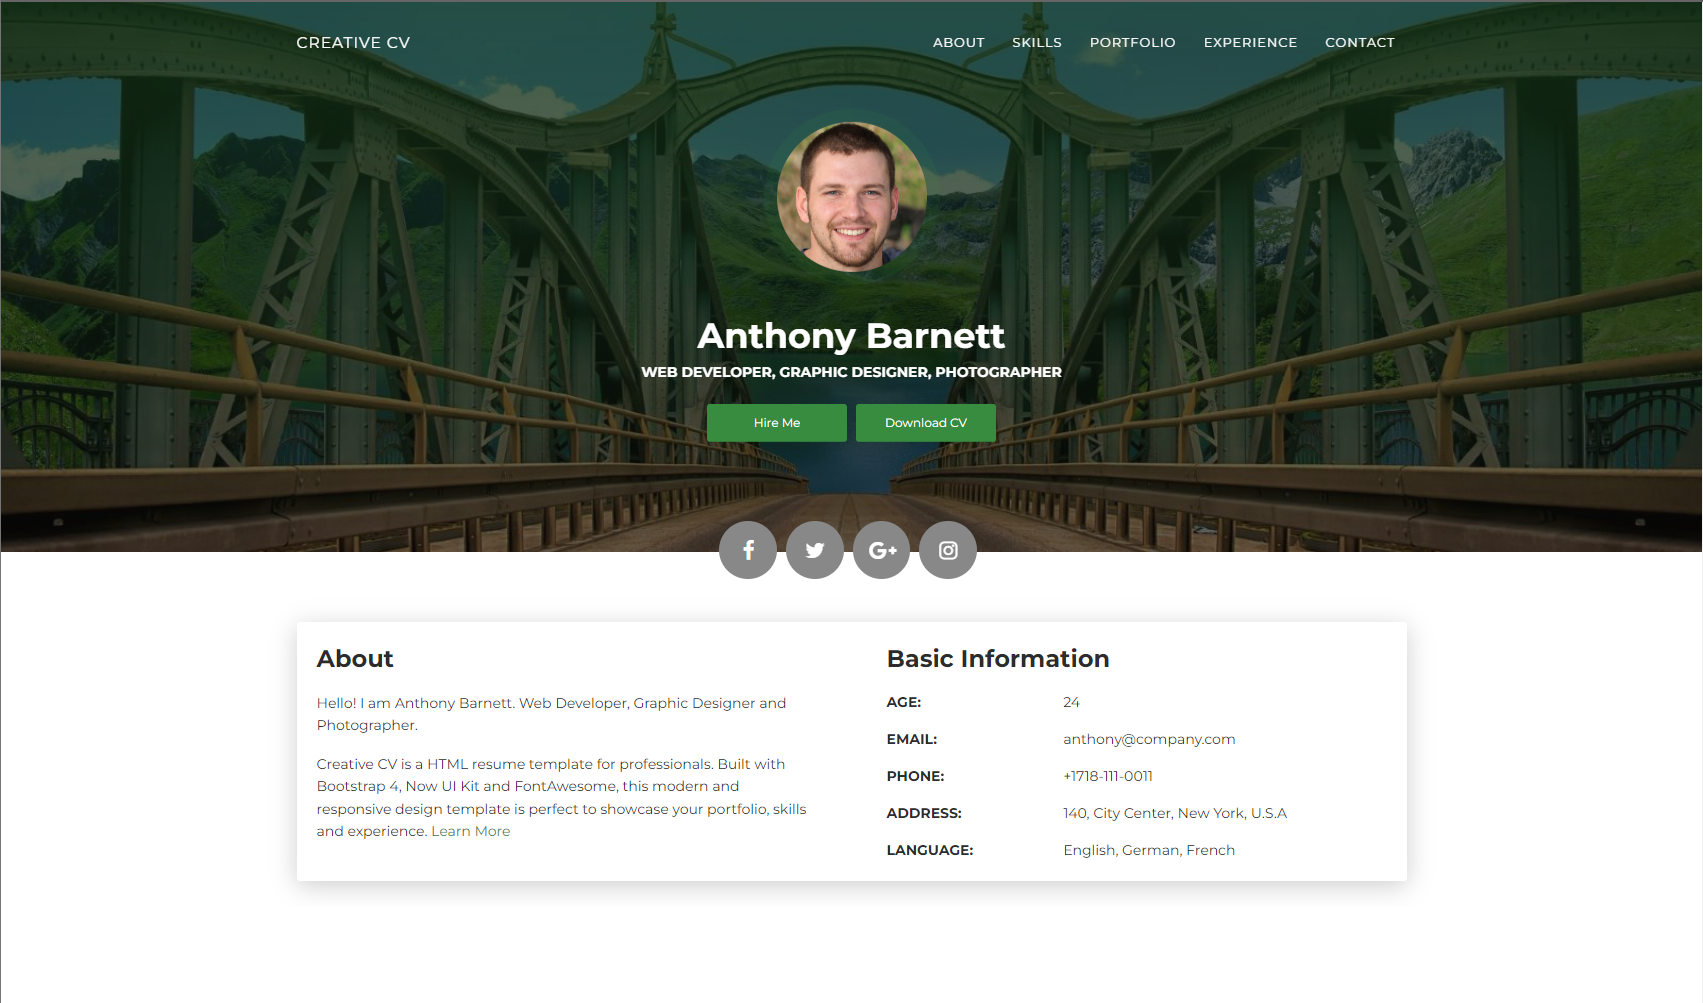 CREATIVE CV
ABOUT SKILLS PORTFOLIO EXPERIENCE CONTACT
Anthony Barnett
WEB DEVELOPER, GRAPHIC DESIGNER, PHOTOGRAPHER
Hire Me
Download CV
About
Hello! I am Anthony Barnett. Web Developer, Graphic Designer and
Photographer.
Creative CV is a HTML resume template for professionals. Built with
Bootstrap 4, Now UI Kit and FontAwesome, this modern and
responsive design template is perfect to showcase your portfolio, skills
and experience. Learn More
Basic Information
AGE: 24
EMAIL: anthony@company.com
PHONE: +1718-111-0011
ADDRESS: 140, City Center, New York, U.S.A
LANGUAGE: English, German, French